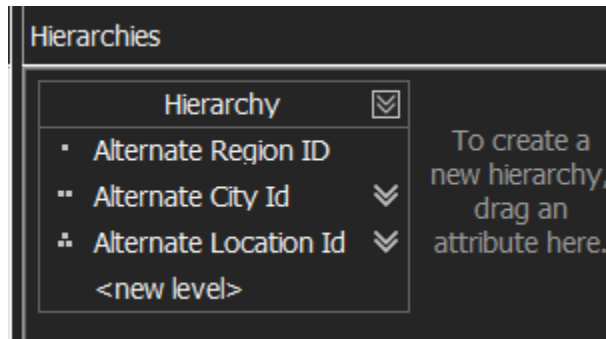 Hierarchies
Hierarchy
Alternate Region ID
Alternate City Id
Alternate Location Id
<new level>
To create a
new hierarchy,
drag an
attribute here.